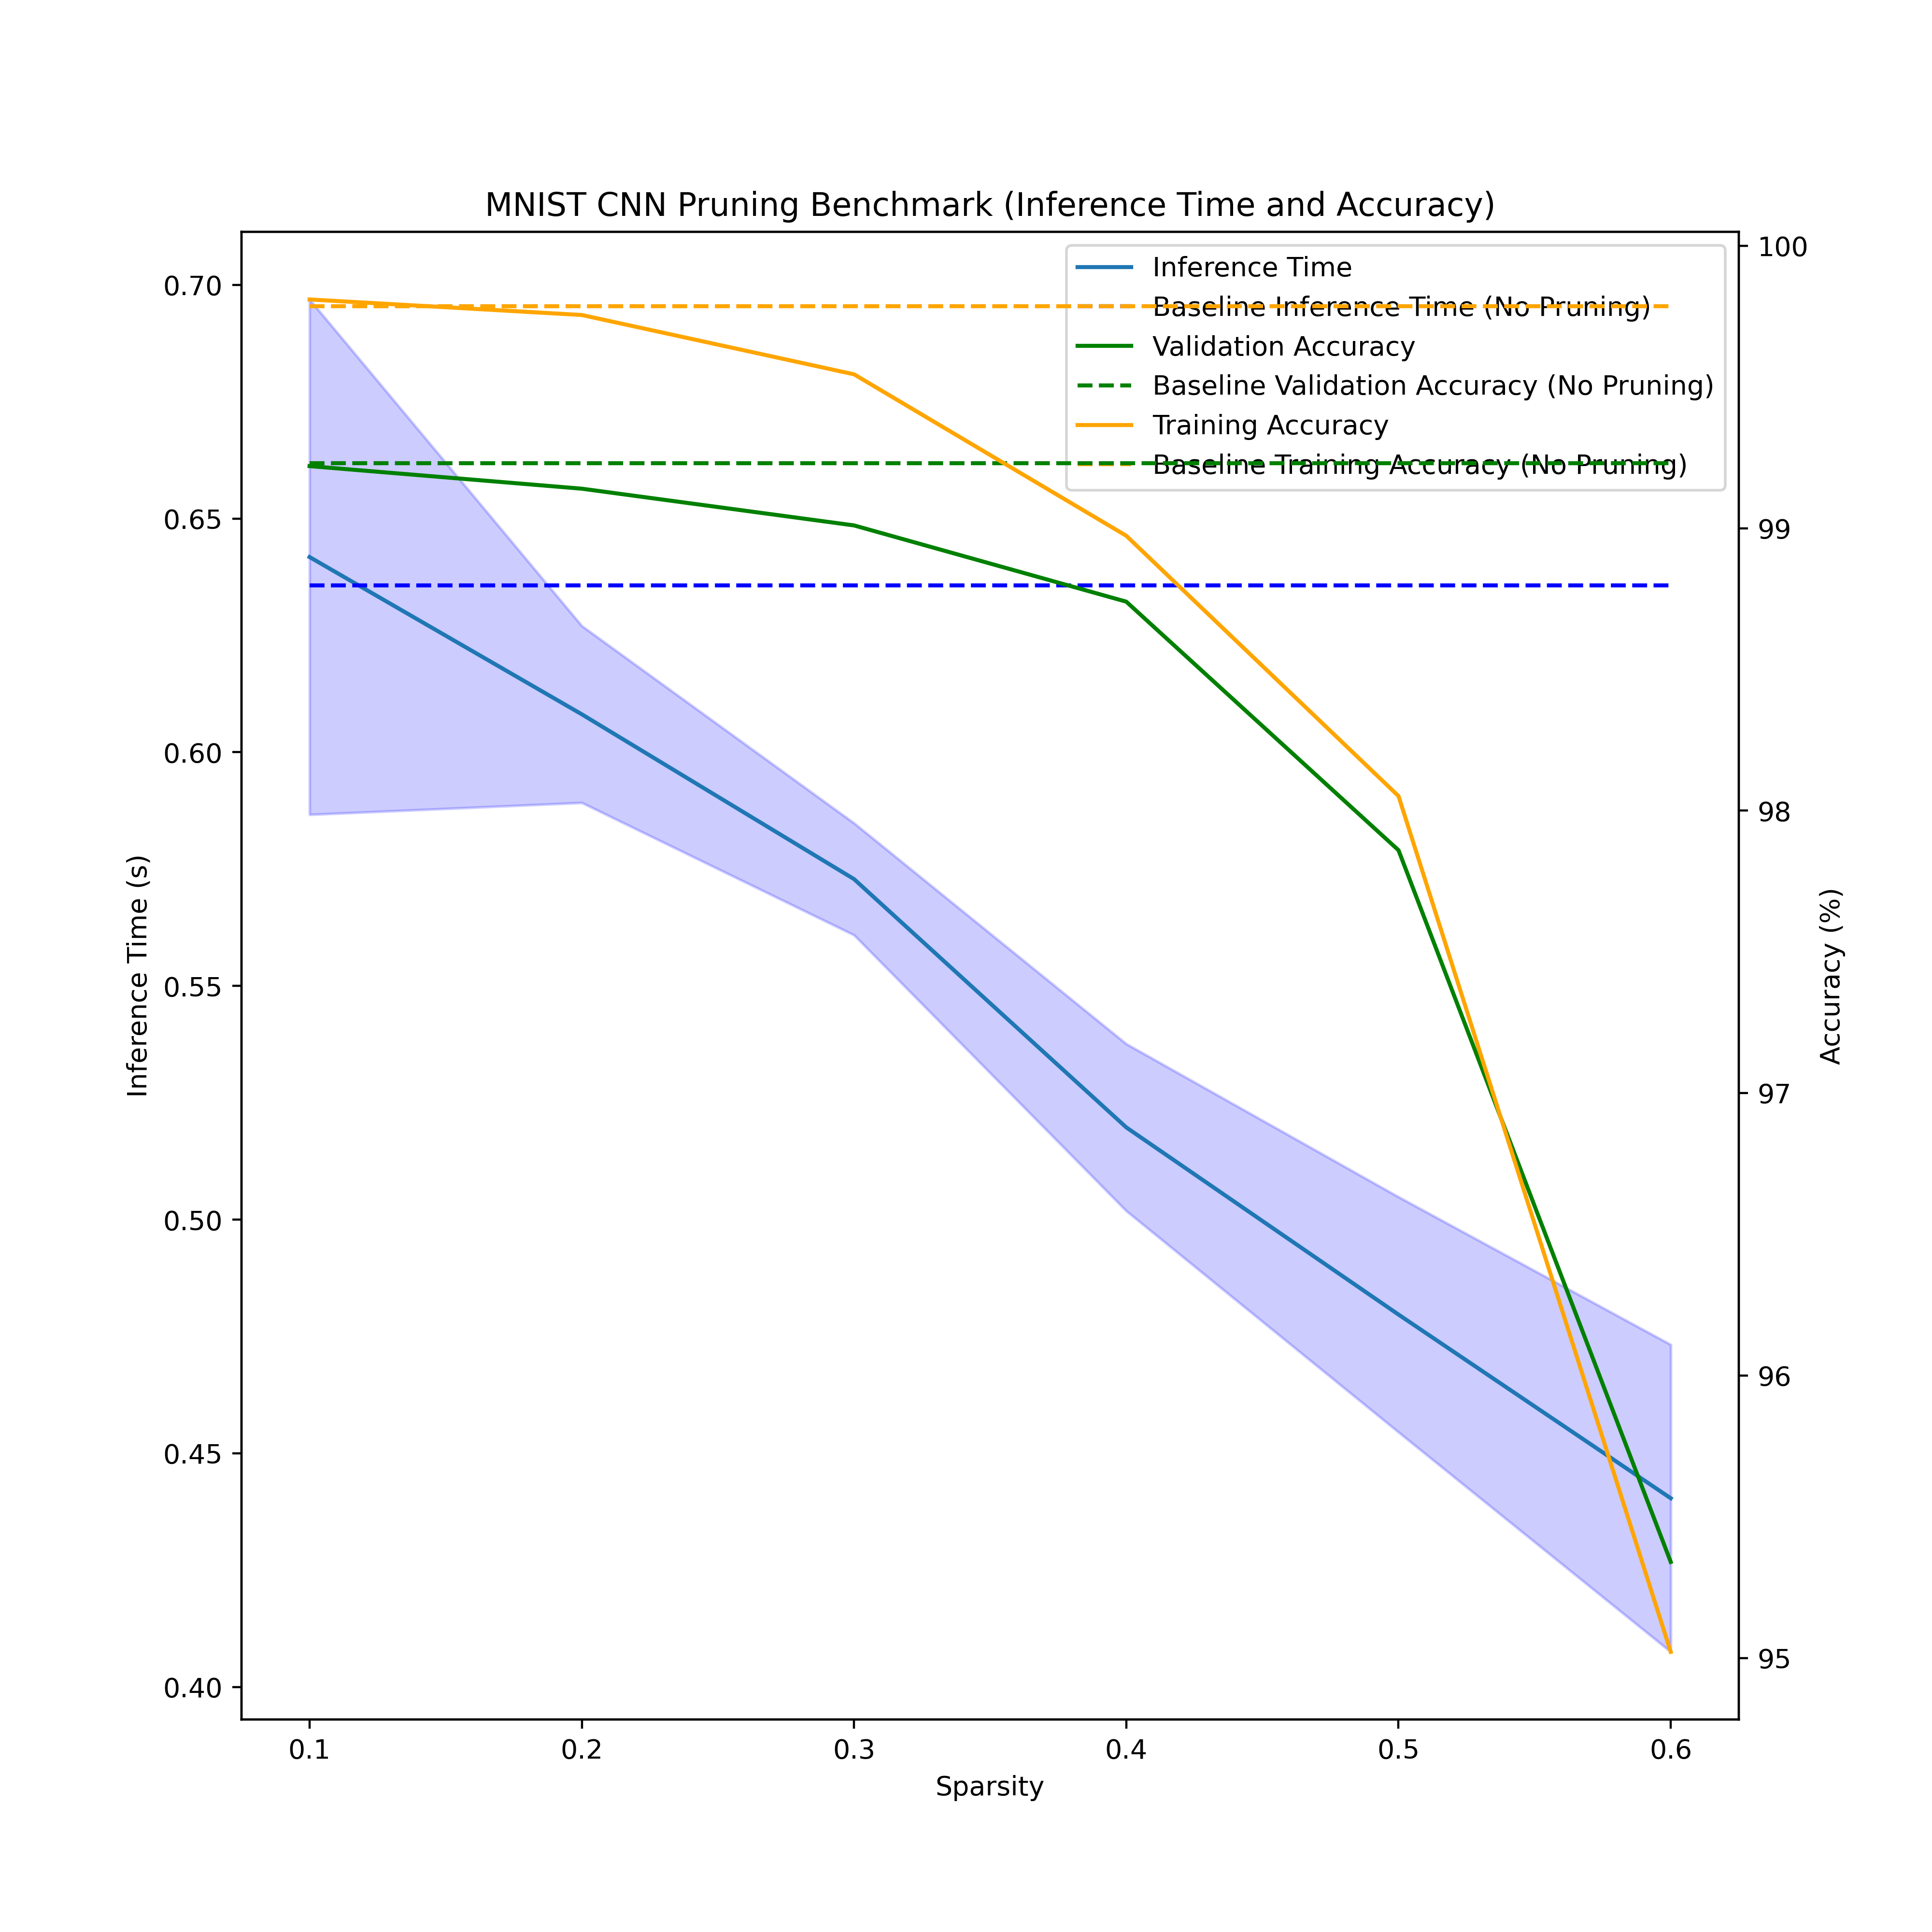 MNIST CNN Pruning Benchmark (Inference Time and Accuracy)
Inference Time
Baseline Inference Time (No Pruning)
Validation Accuracy
Baseline Validation Accuracy (No Pruning)
Training Accuracy
Baseline Training Accuracy (No Pruning)
0.70
0.65
0.60
0.55
0.50
0.45
0.40
Inference Time (s)
100
99
98
97
96
95
Accuracy (%)
0.1 0.2 0.3 0.4 0.5 0.6
Sparsity